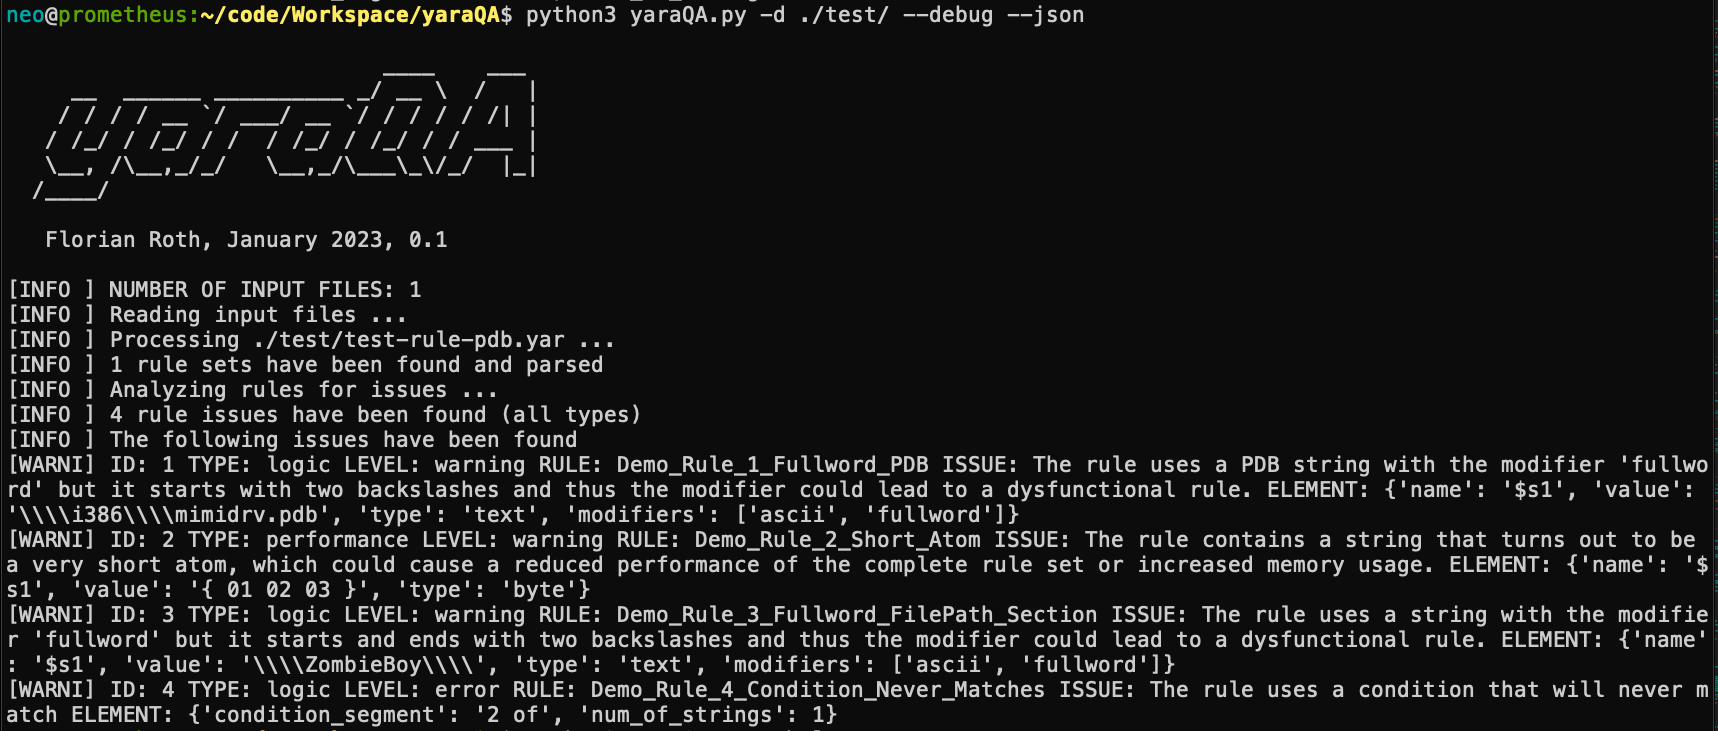 neo@prometheus:~/code/Workspace/yaraQA$ python3 yaraQA.py -d ./test/ --debug --json
yaraQA
Florian Roth, January 2023, 0.1
[INFO ] NUMBER OF INPUT FILES: 1
[INFO ] Reading input files ...
[INFO ] Processing ./test/test-rule-pdb.yar ...
[INFO ] 1 rule sets have been found and parsed
[INFO ] Analyzing rules for issues ...
[INFO ] 4 rule issues have been found (all types)
[INFO ] The following issues have been found
[WARNI] ID: 1 TYPE: logic LEVEL: warning RULE: Demo_Rule_1_Fullword_PDB ISSUE: The rule uses a PDB string with the modifier 'fullwo
rd' but it starts with two backslashes and thus the modifier could lead to a dysfunctional rule. ELEMENT: {'name': '$s1', 'value':
'\\\\i386\\\\mimidrv.pdb', 'type': 'text', 'modifiers': ['ascii', 'fullword']}
[WARNI] ID: 2 TYPE: performance LEVEL: warning RULE: Demo_Rule_2_Short_Atom ISSUE: The rule contains a string that turns out to be
a very short atom, which could cause a reduced performance of the complete rule set or increased memory usage. ELEMENT: {'name': '$
s1', 'value': '{ 01 02 03 }', 'type': 'byte'}
[WARNI] ID: 3 TYPE: logic LEVEL: warning RULE: Demo_Rule_3_Fullword_FilePath_Section ISSUE: The rule uses a string with the modifie
r 'fullword' but it starts and ends with two backslashes and thus the modifier could lead to a dysfunctional rule. ELEMENT: {'name'
: '$s1', 'value': '\\\\ZombieBoy\\\\', 'type': 'text', 'modifiers': ['ascii', 'fullword']}
[WARNI] ID: 4 TYPE: logic LEVEL: error RULE: Demo_Rule_4_Condition_Never_Matches ISSUE: The rule uses a condition that will never m
atch ELEMENT: {'condition_segment': '2 of', 'num_of_strings': 1}